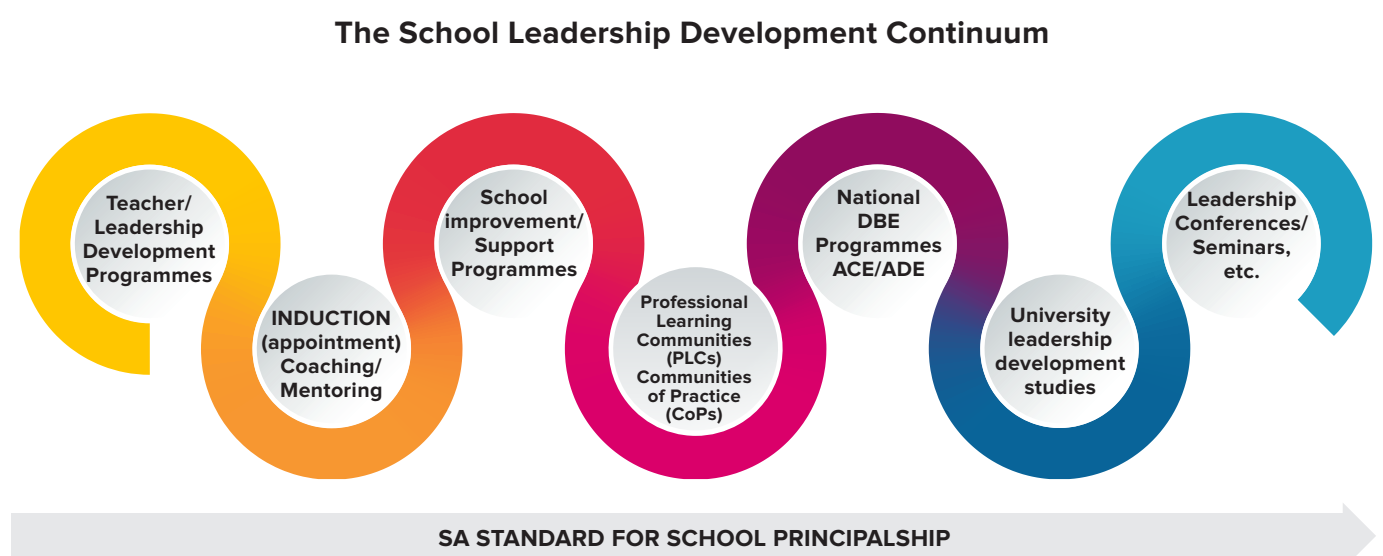 The School Leadership Development Continuum
Teacher/
Leadership
Development
Programmes
INDUCTION
(appointment)
Coaching/
Mentoring
School
improvement/
Support
Programmes
Professional
Learning
Communities
(PLCs)
Communities
of Practice
(CoPs)
National
DBE
Programmes
ACE/ADE
University
leadership
development
studies
Leadership
Conferences/
Seminars,
etc.
SA STANDARD FOR SCHOOL PRINCIPALSHIP